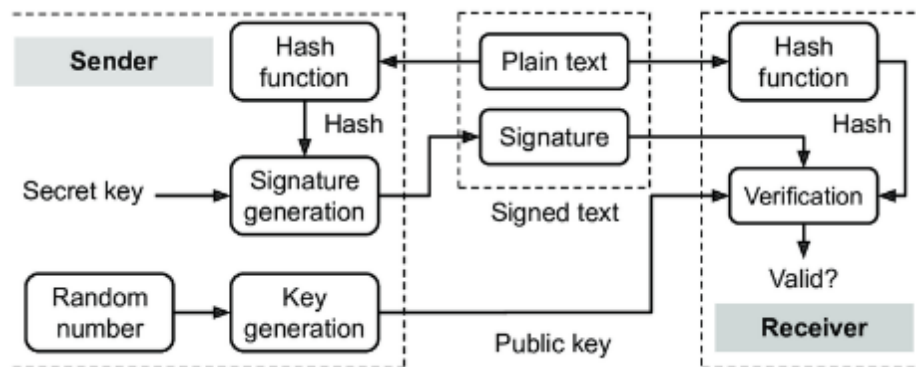 Sender
Hash
function
Plain text
Hash
function
Hash
Signature
Hash
Secret key
Signature
generation
Verification
Signed text
Random
number
Key
generation
Valid?
Public key
Receiver